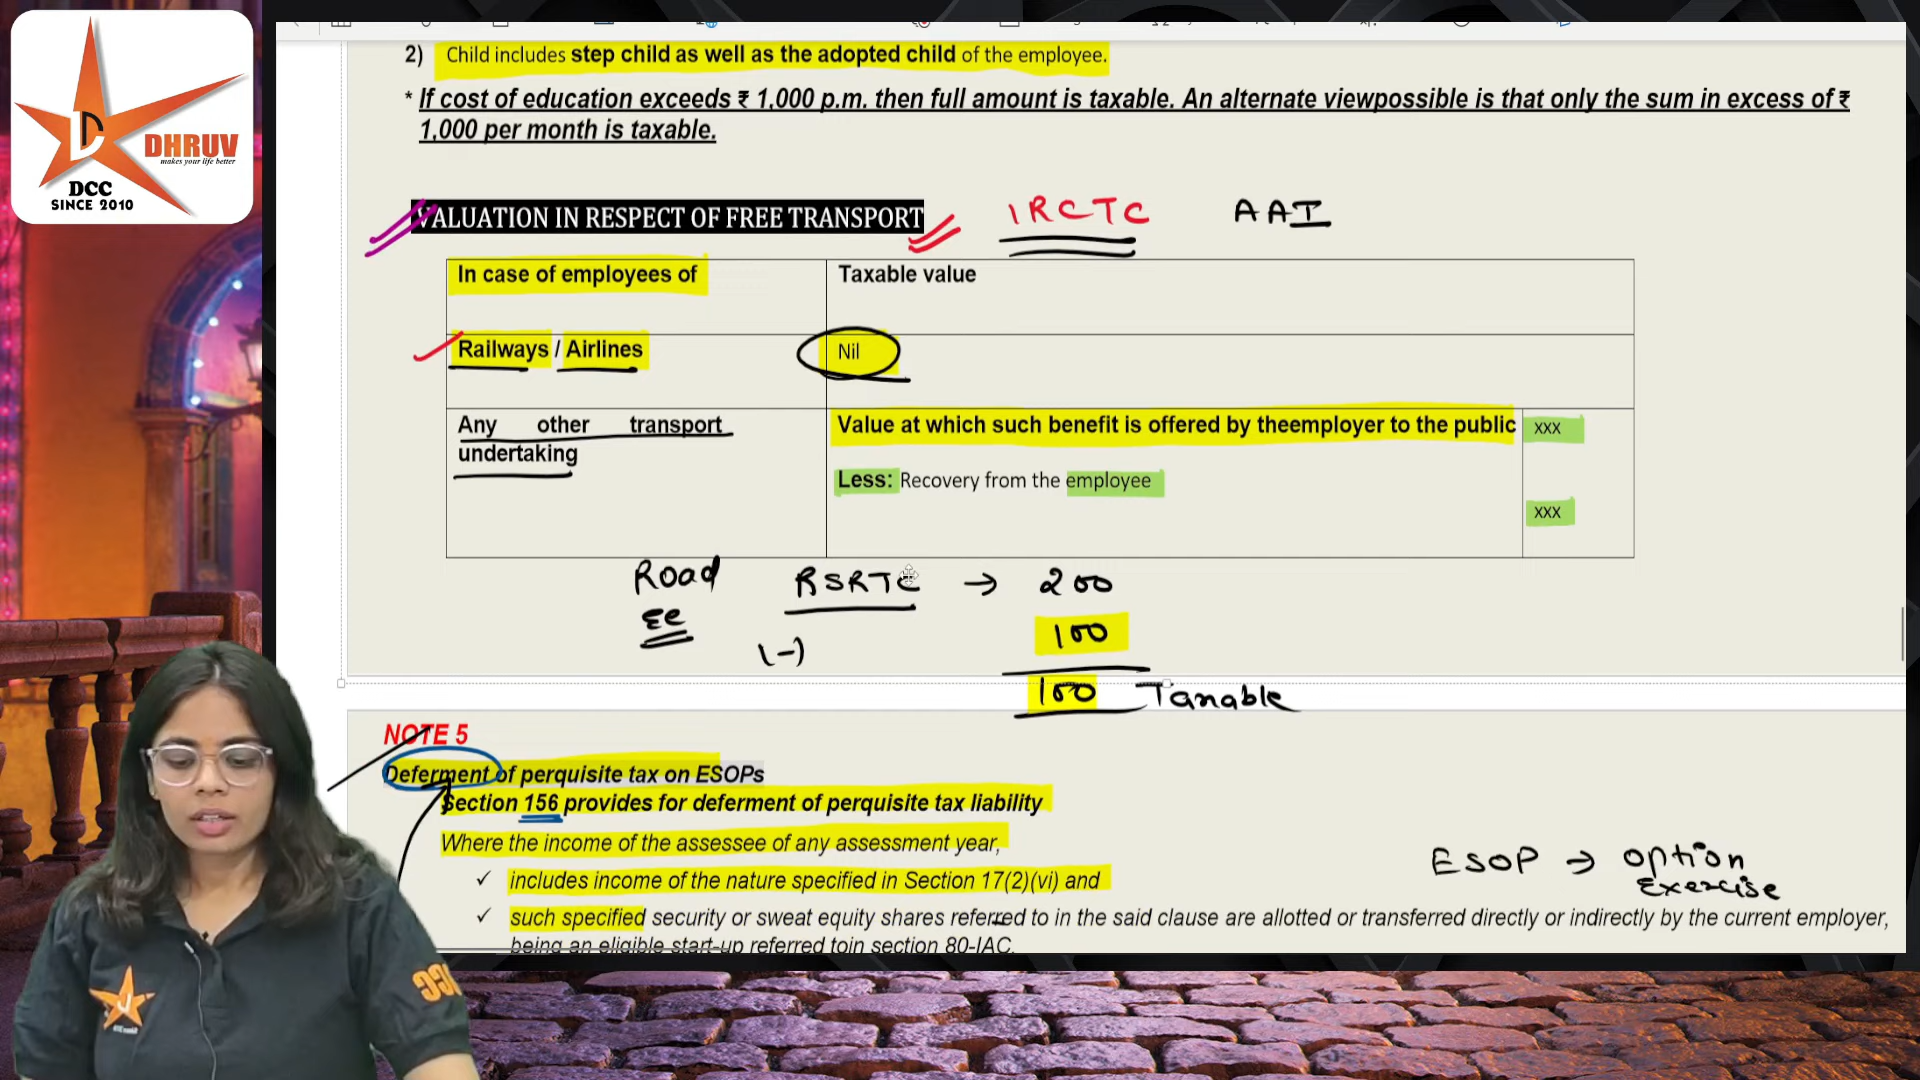 DHRUV
makes your life better
DCC
SINCE 2010
2) Child includes step child as well as the adopted child of the employee.
* If cost of education exceeds ₹ 1,000 p.m. then full amount is taxable. An alternate viewpossible is that only the sum in excess of ₹
1,000 per month is taxable.
VALUATION IN RESPECT OF FREE TRANSPORT IRCTC AAI
In case of employees of Taxable value
Railways / Airlines Nil
Any other transport undertaking
Value at which such benefit is offered by theemployer to the public xxx
Less: Recovery from the employee
xxx
Road RSRTC → 200
EE
(-) 100
100 Taxable
NOTE 5
Deferment of perquisite tax on ESOPs
Section 156 provides for deferment of perquisite tax liability
Where the income of the assessee of any assessment year,
✓ includes income of the nature specified in Section 17(2)(vi) and
ESOP → option
Exercise
✓ such specified security or sweat equity shares referred to in the said clause are allotted or transferred directly or indirectly by the current employer,
being an eligible start-up referred toin section 80-IAC.
DCC